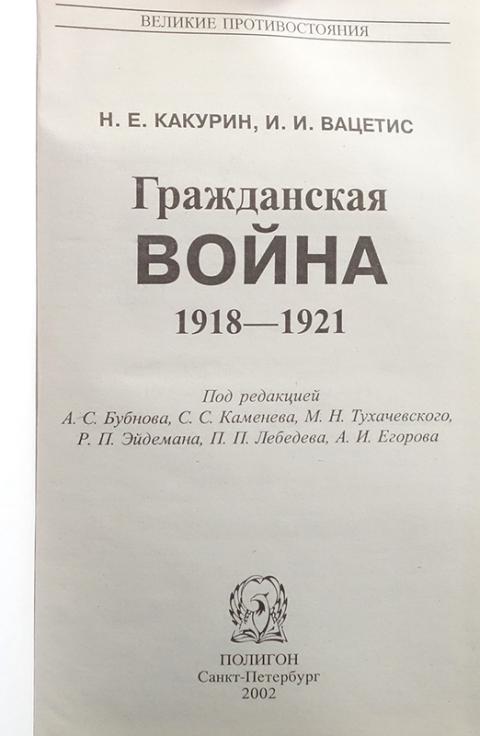 ВЕЛИКИЕ ПРОТИВОСТОЯНИЯ
Н. Е. КАКУРИН, И. И. ВАЦЕТИС
Гражданская
ВОЙНА
1918—1921
Под редакцией
А. С. Бубнова, С. С. Каменева, М. Н. Тухачевского,
Р. П. Эйдемана, П. П. Лебедева, А. И. Егорова
ПОЛИГОН
Санкт-Петербург
2002